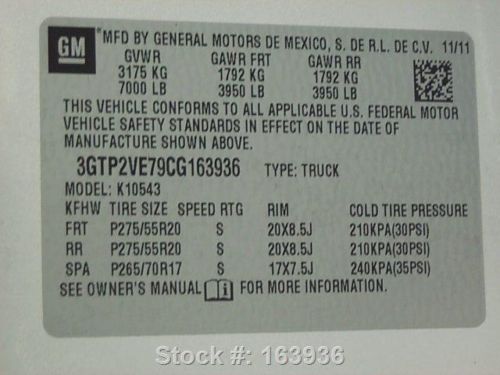 GM
*MFD BY GENERAL MOTORS DE MEXICO, S. DE R.L. DE C.V. 11/11
GVWR GAWR FRT GAWR RR
3175 KG 1792 KG 1792 KG
7000 LB 3950 LB 3950 LB
THIS VEHICLE CONFORMS TO ALL APPLICABLE U.S. FEDERAL MOTOR
VEHICLE SAFETY STANDARDS IN EFFECT ON THE DATE OF
MANUFACTURE SHOWN ABOVE.
3GTP2VE79CG163936 TYPE: TRUCK
MODEL: K10543
KFHW TIRE SIZE SPEED RTG RIM COLD TIRE PRESSURE
FRT P275/55R20 S 20X8.5J 210KPA(30PSI)
RR P275/55R20 S 20X8.5J 210KPA(30PSI)
SPA P265/70R17 S 17X7.5J 240KPA(35PSI)
SEE OWNER'S MANUAL i FOR MORE INFORMATION.
Stock #: 163936